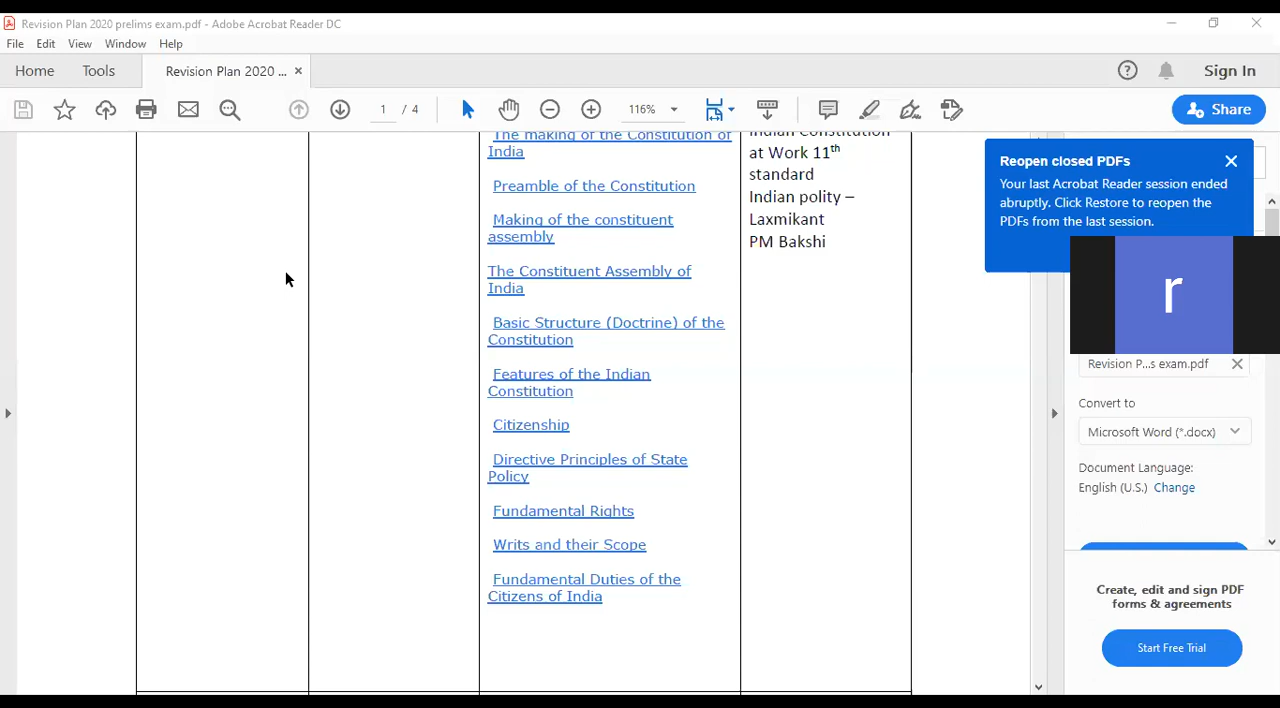 Revision Plan 2020 prelims exam.pdf - Adobe Acrobat Reader DC
File Edit View Window Help
Home Tools Revision Plan 2020 ... × Sign In
1 / 4 116% Share
The making of the Constitution of
India
Preamble of the Constitution
Making of the constituent
assembly
The Constituent Assembly of
India
Basic Structure (Doctrine) of the
Constitution
Features of the Indian
Constitution
Citizenship
Directive Principles of State
Policy
Fundamental Rights
Writs and their Scope
Fundamental Duties of the
Citizens of India
Indian Constitution
at Work 11th
standard
Indian polity –
Laxmikant
PM Bakshi
Reopen closed PDFs
Your last Acrobat Reader session ended
abruptly. Click Restore to reopen the
PDFs from the last session.
r
Revision P...s exam.pdf
Convert to
Microsoft Word (*.docx)
Document Language:
English (U.S.) Change
Create, edit and sign PDF
forms & agreements
Start Free Trial